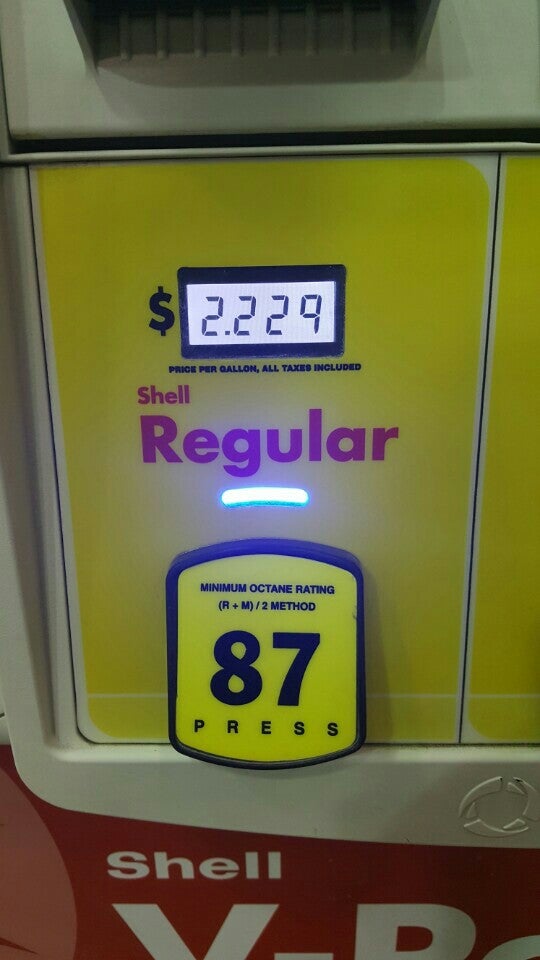 $ 2.229
PRICE PER GALLON, ALL TAXES INCLUDED
Shell
Regular
MINIMUM OCTANE RATING
(R + M) / 2 METHOD
87
PRESS
Shell